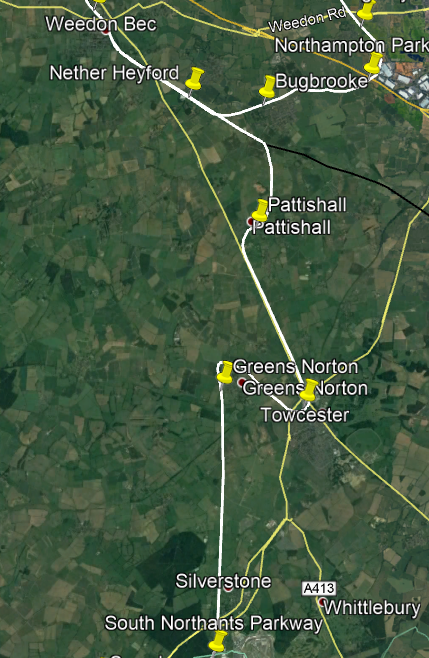 Weedon Rd
Weedon Bec
Northampton Park
Nether Heyford
Bugbrooke
Pattishall
Pattishall
Greens Norton
Greens Norton
Towcester
Silverstone
A413
Whittlebury
South Northants Parkway